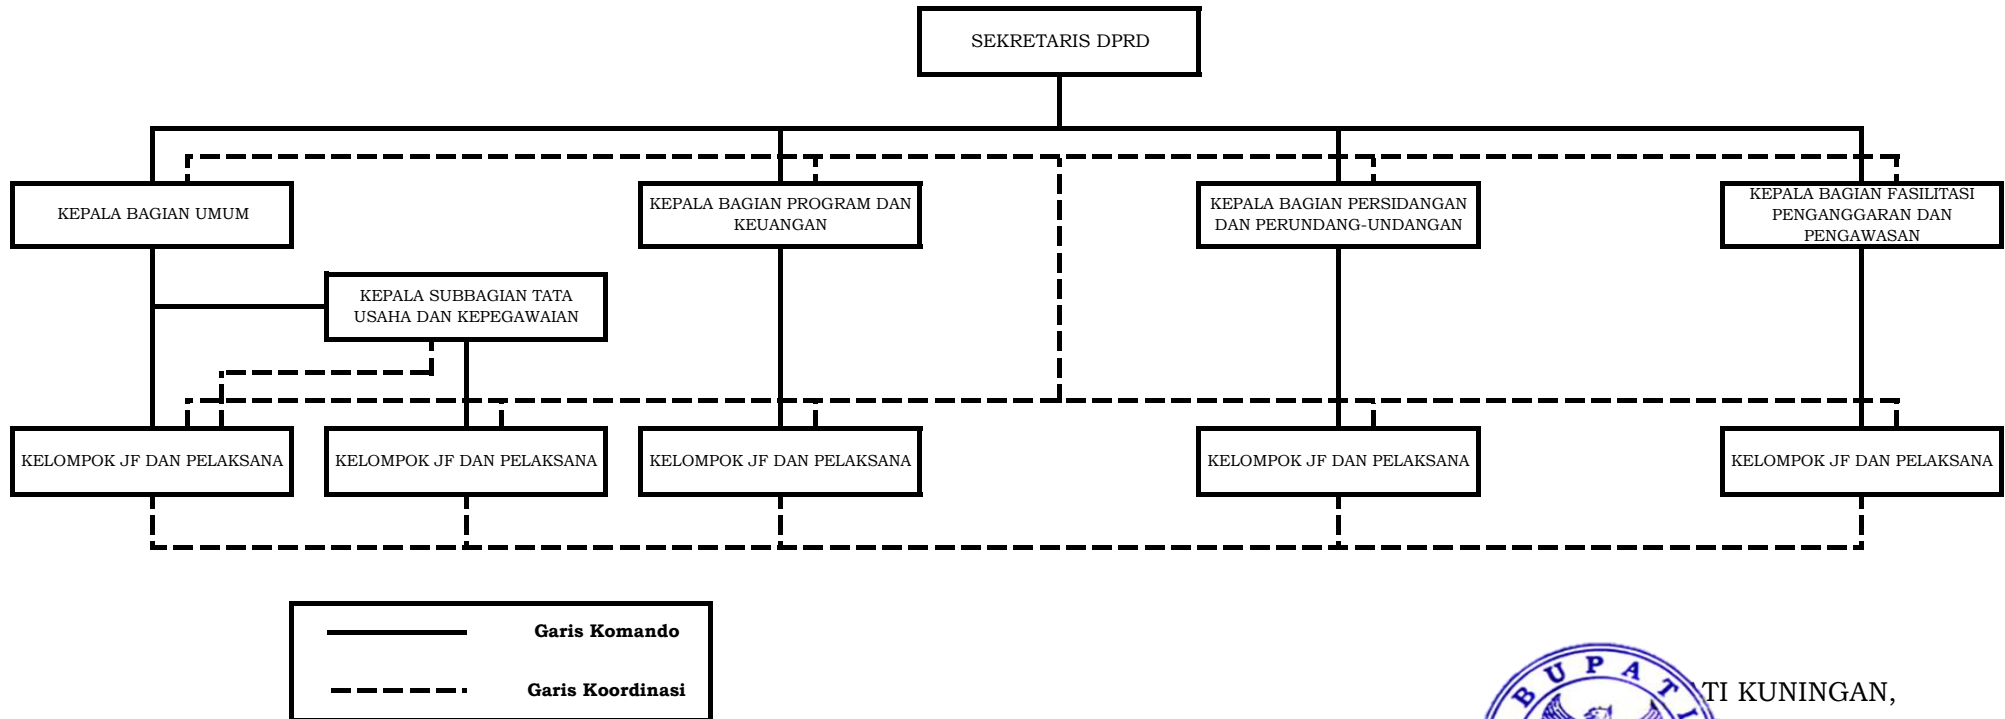 SEKRETARIS DPRD
KEPALA BAGIAN UMUM
KEPALA BAGIAN PROGRAM DAN
KEUANGAN
KEPALA BAGIAN PERSIDANGAN
DAN PERUNDANG-UNDANGAN
KEPALA BAGIAN FASILITASI
PENGANGGARAN DAN
PENGAWASAN
KEPALA SUBBAGIAN TATA
USAHA DAN KEPEGAWAIAN
KELOMPOK JF DAN PELAKSANA
KELOMPOK JF DAN PELAKSANA
KELOMPOK JF DAN PELAKSANA
KELOMPOK JF DAN PELAKSANA
KELOMPOK JF DAN PELAKSANA
Garis Komando
Garis Koordinasi
BUPATI
TI KUNINGAN,